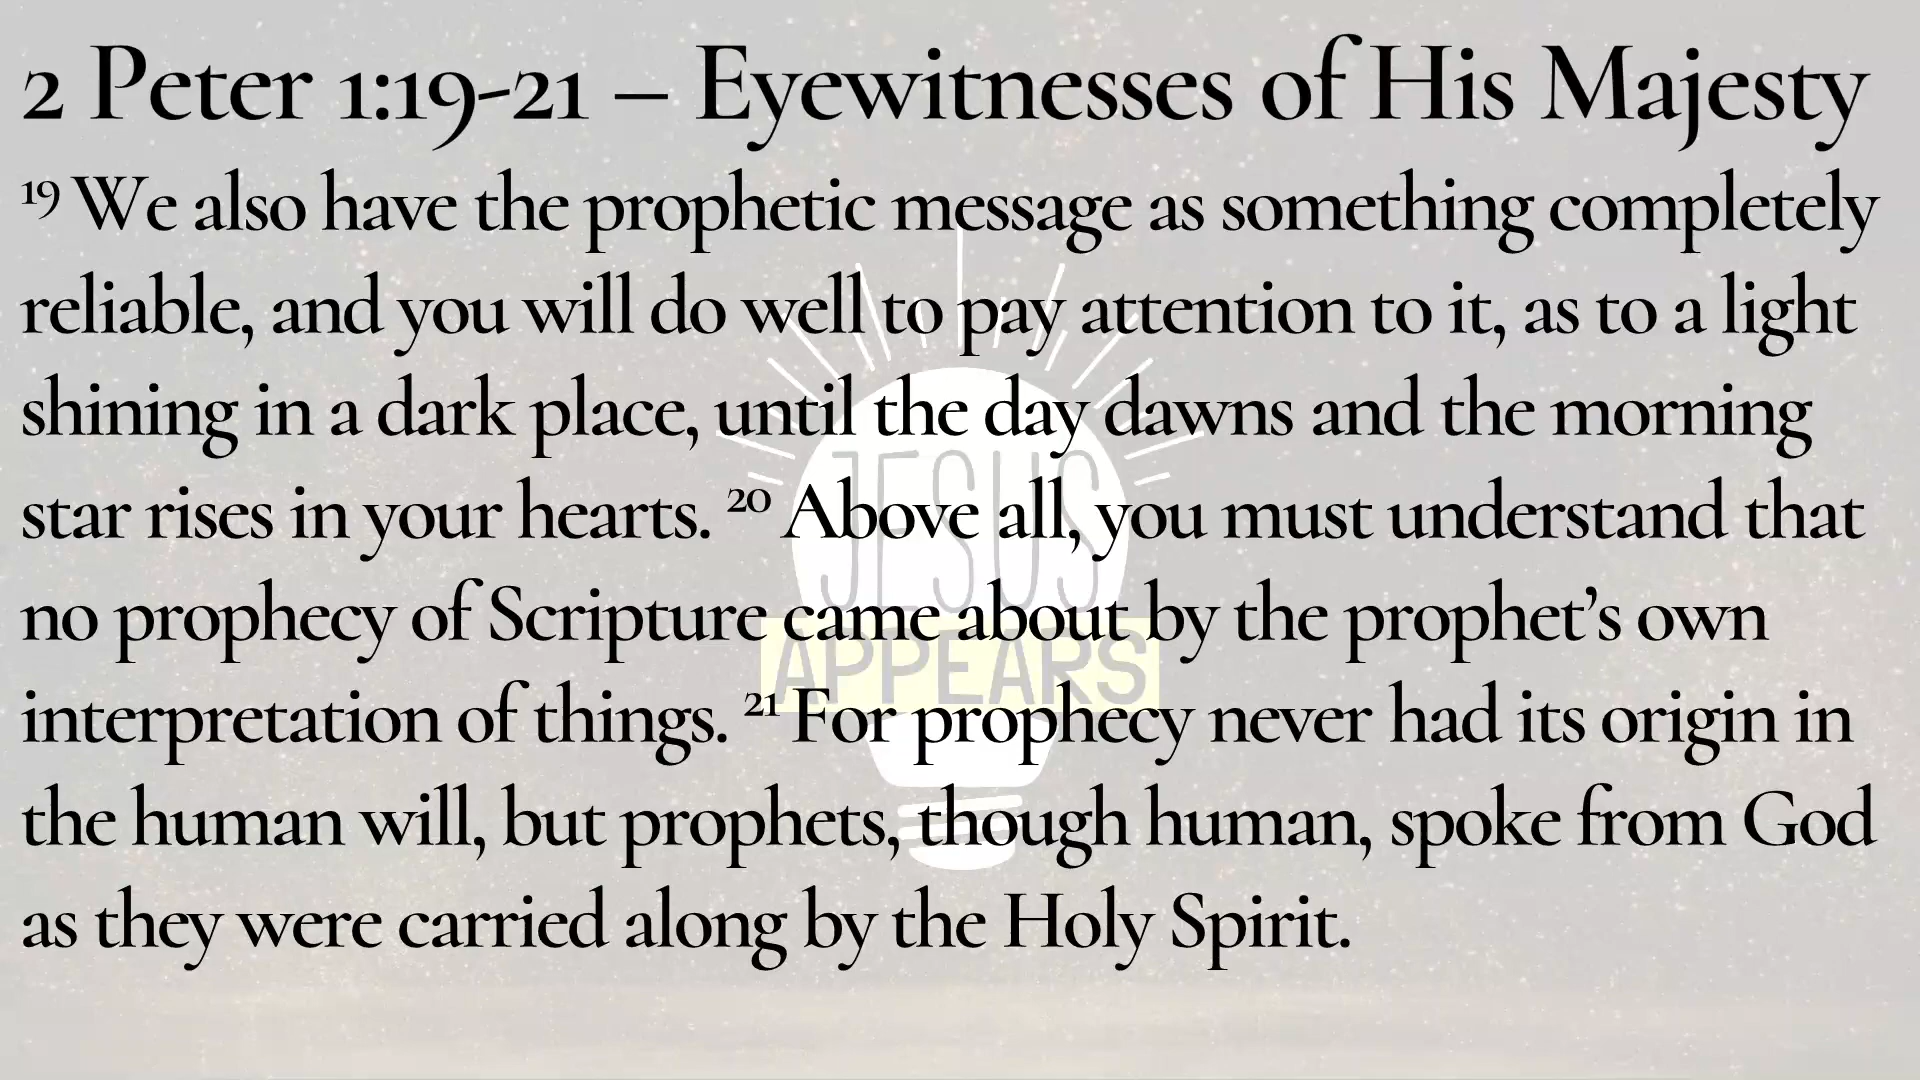 2 Peter 1:19-21 – Eyewitnesses of His Majesty
19 We also have the prophetic message as something completely
reliable, and you will do well to pay attention to it, as to a light
shining in a dark place, until the day dawns and the morning
star rises in your hearts. 20 Above all, you must understand that
no prophecy of Scripture came about by the prophet’s own
interpretation of things. 21 For prophecy never had its origin in
the human will, but prophets, though human, spoke from God
as they were carried along by the Holy Spirit.
JESUS
APPEARS